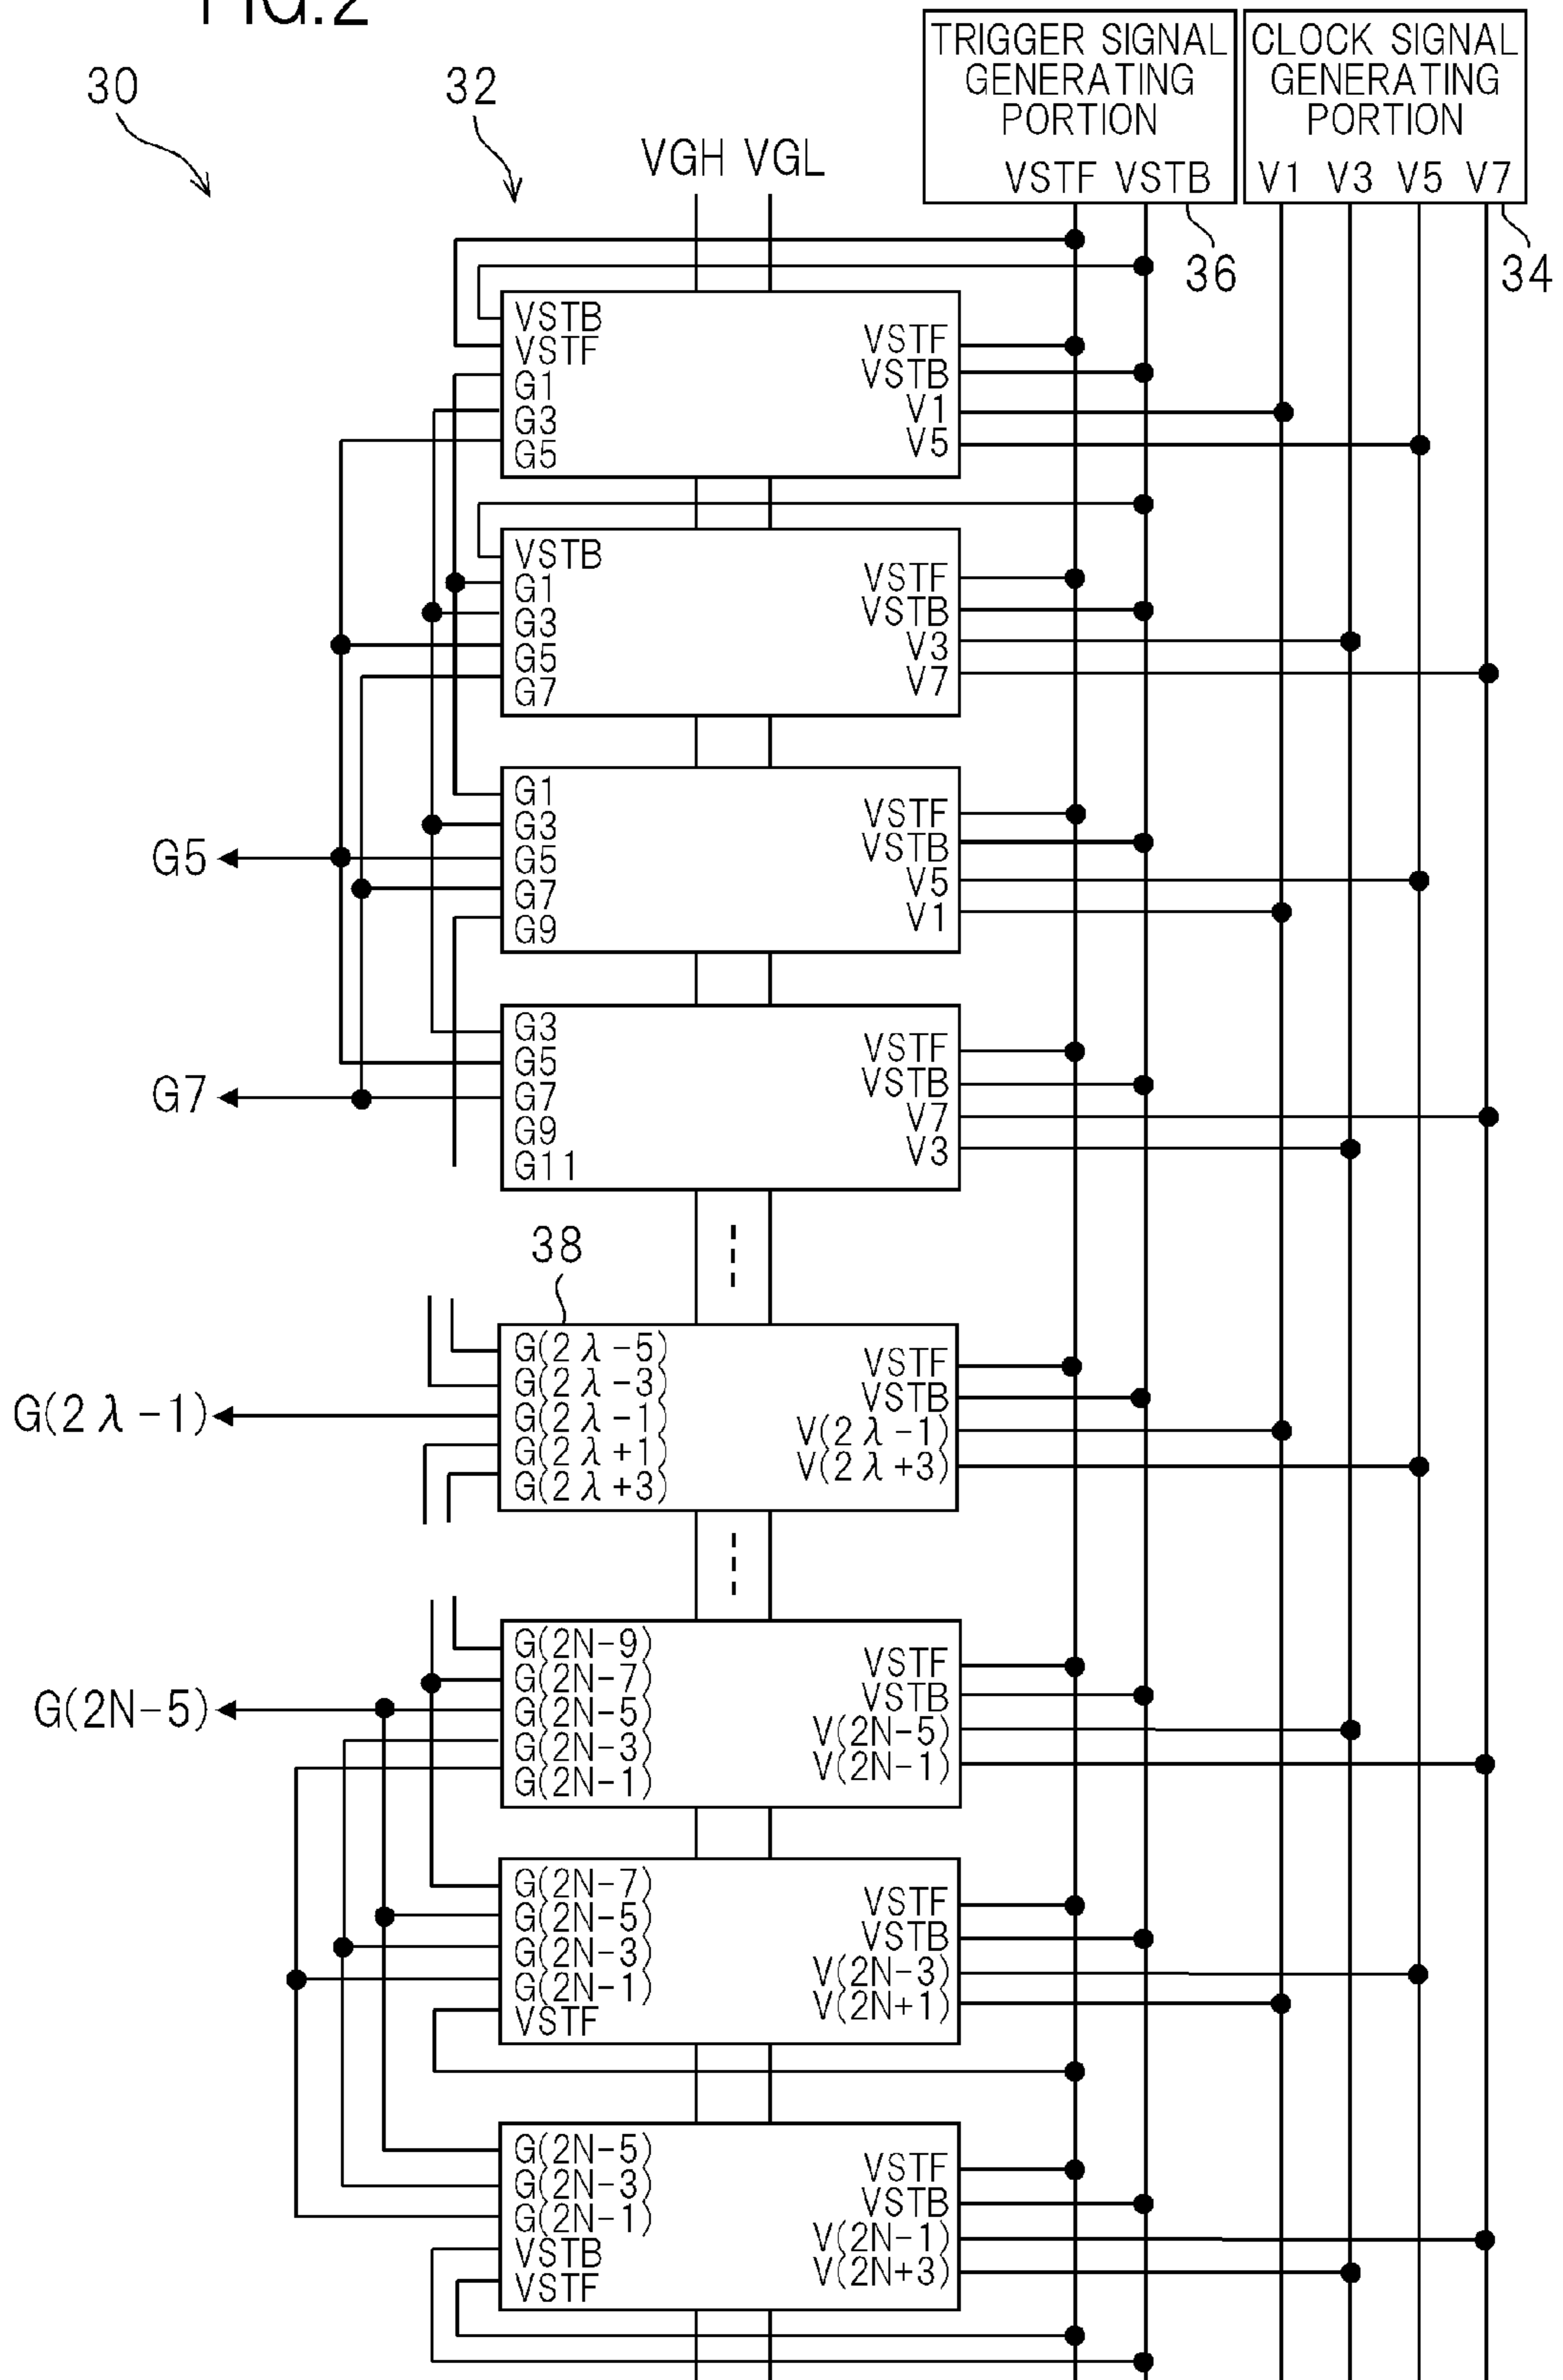 FIG.2
30
32
VGH VGL
TRIGGER SIGNAL
GENERATING
PORTION
VSTF VSTB
CLOCK SIGNAL
GENERATING
PORTION
V1 V3 V5 V7
36
34
VSTB
VSTF
G1
G3
G5
VSTF
VSTB
V1
V5
VSTB
G1
G3
G5
G7
VSTF
VSTB
V3
V7
G5
G1
G3
G5
G7
G9
VSTF
VSTB
V5
V1
G7
G3
G5
G7
G9
G11
VSTF
VSTB
V7
V3
38
G(2λ-1)
G(2λ-5)
G(2λ-3)
G(2λ-1)
G(2λ+1)
G(2λ+3)
VSTF
VSTB
V(2λ-1)
V(2λ+3)
G(2N-5)
G(2N-9)
G(2N-7)
G(2N-5)
G(2N-3)
G(2N-1)
VSTF
VSTB
V(2N-5)
V(2N-1)
G(2N-7)
G(2N-5)
G(2N-3)
G(2N-1)
VSTF
VSTF
VSTB
V(2N-3)
V(2N+1)
G(2N-5)
G(2N-3)
G(2N-1)
VSTB
VSTF
VSTF
VSTB
V(2N-1)
V(2N+3)